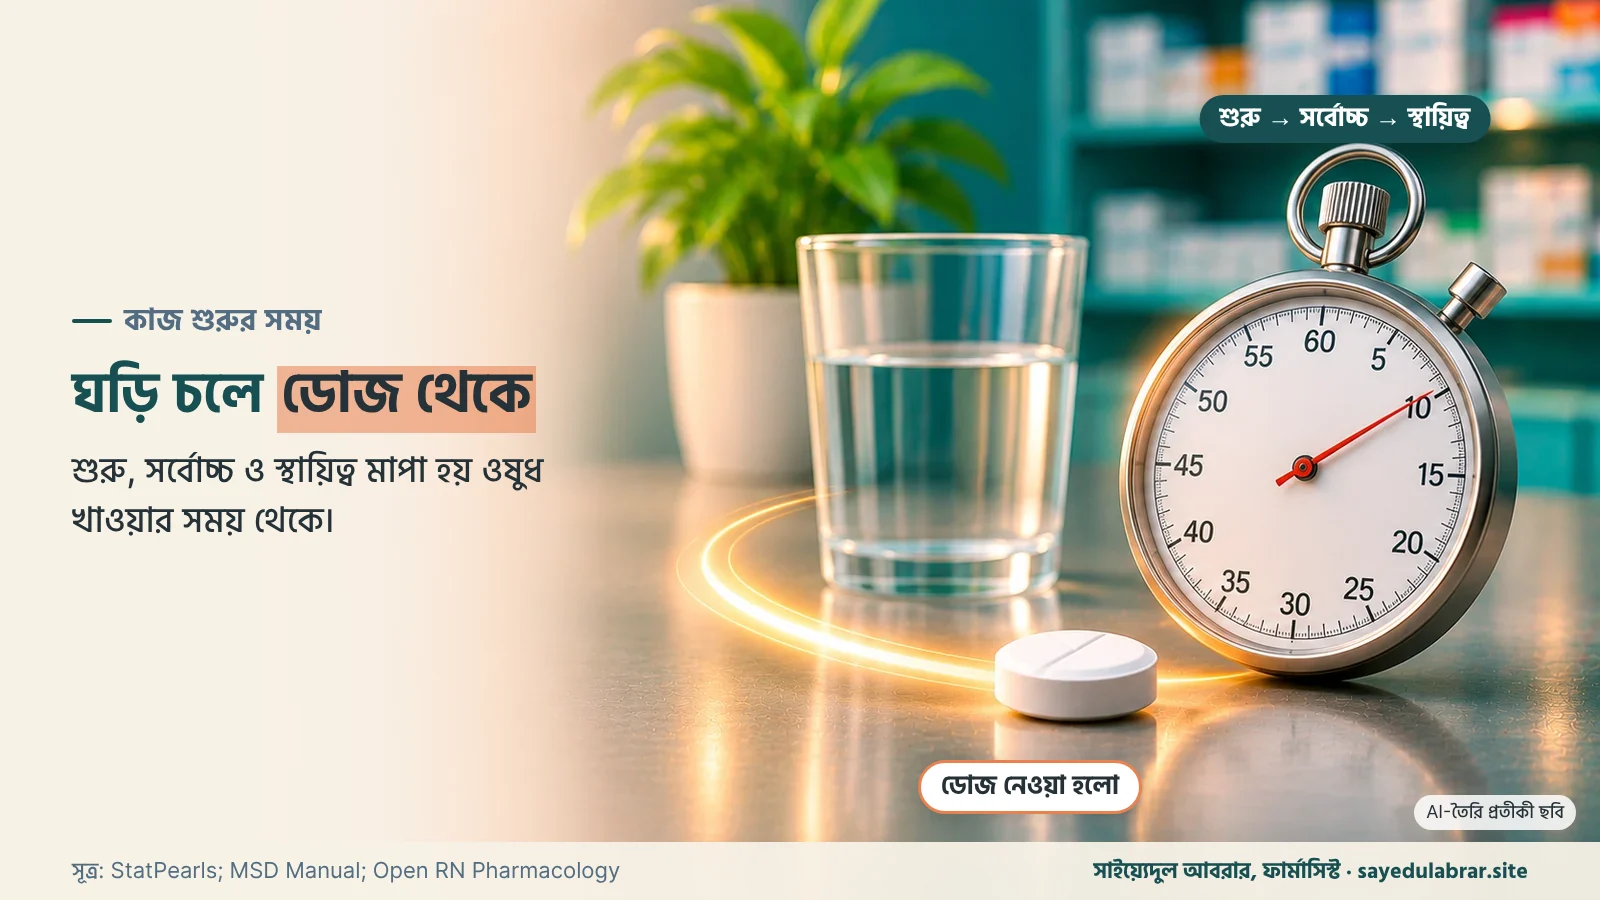 শুরু → সর্বোচ্চ → স্থায়িত্ব
কাজ শুরুর সময়
ঘড়ি চলে ডোজ থেকে
শুরু, সর্বোচ্চ ও স্থায়িত্ব মাপা হয় ওষুধ
খাওয়ার সময় থেকে।
60
5
10
15
20
25
30
35
40
45
50
55
ডোজ নেওয়া হলো
AI-তৈরি প্রতীকী ছবি
সূত্র: StatPearls; MSD Manual; Open RN Pharmacology
সাইয়্যেদুল আবরার, ফার্মাসিস্ট · sayedulabrar.site